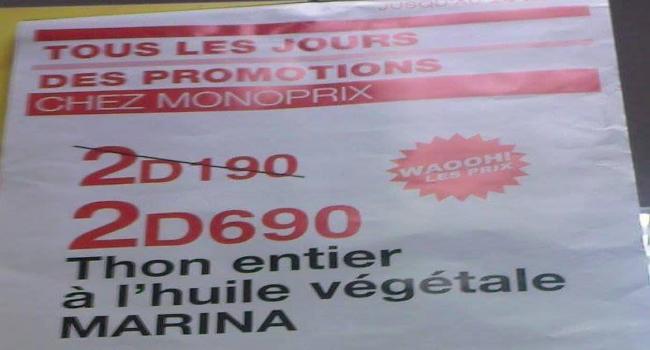 TOUS LES JOURS
DES PROMOTIONS
CHEZ MONOPRIX
2D190
WAOOH!
LES PRIX
2D690
Thon entier
à l'huile végétale
MARINA